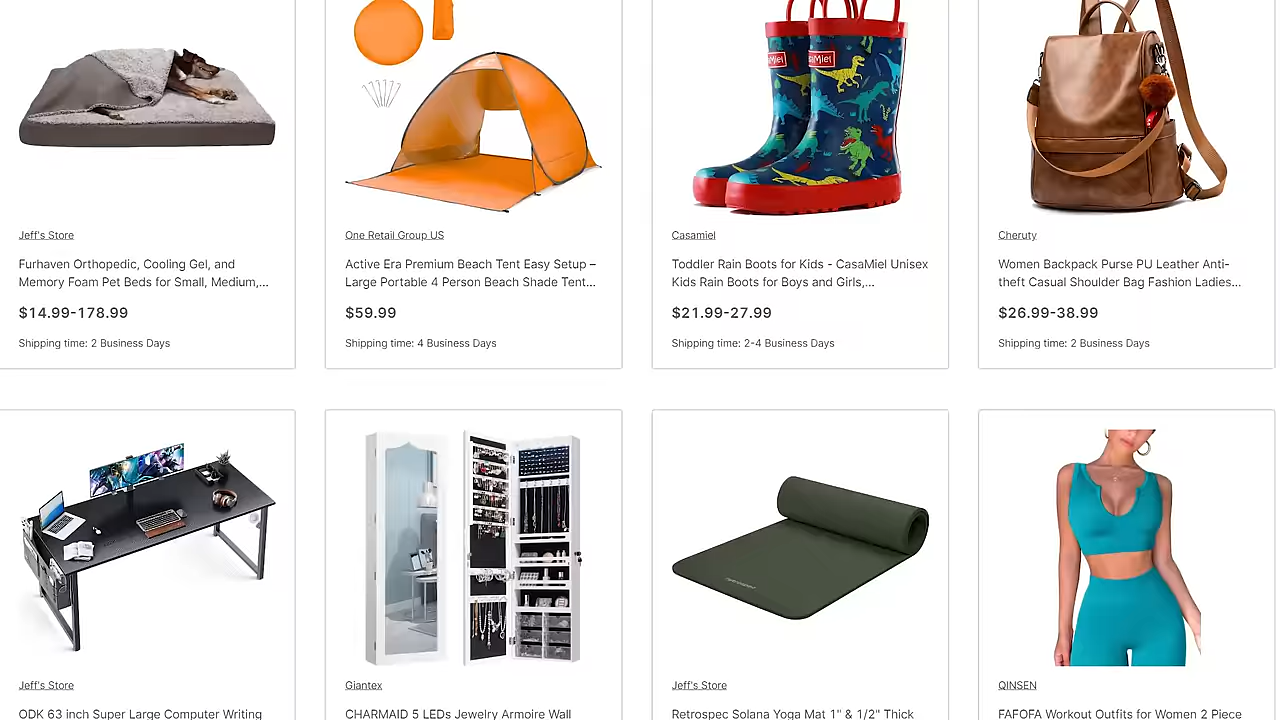 CaSaMiel
Jeff's Store
Furhaven Orthopedic, Cooling Gel, and
Memory Foam Pet Beds for Small, Medium,...
$14.99-178.99
Shipping time: 2 Business Days
One Retail Group US
Active Era Premium Beach Tent Easy Setup –
Large Portable 4 Person Beach Shade Tent...
$59.99
Shipping time: 4 Business Days
Casamiel
Toddler Rain Boots for Kids - CasaMiel Unisex
Kids Rain Boots for Boys and Girls,...
$21.99-27.99
Shipping time: 2-4 Business Days
Cheruty
Women Backpack Purse PU Leather Anti-
theft Casual Shoulder Bag Fashion Ladies...
$26.99-38.99
Shipping time: 2 Business Days
Jeff's Store
ODK 63 inch Super Large Computer Writing
Giantex
CHARMAID 5 LEDs Jewelry Armoire Wall
Jeff's Store
Retrospec Solana Yoga Mat 1" & 1/2" Thick
QINSEN
FAFOFA Workout Outfits for Women 2 Piece